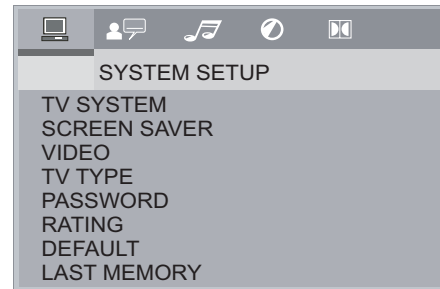 SYSTEM SETUP
TV SYSTEM
SCREEN SAVER
VIDEO
TV TYPE
PASSWORD
RATING
DEFAULT
LAST MEMORY